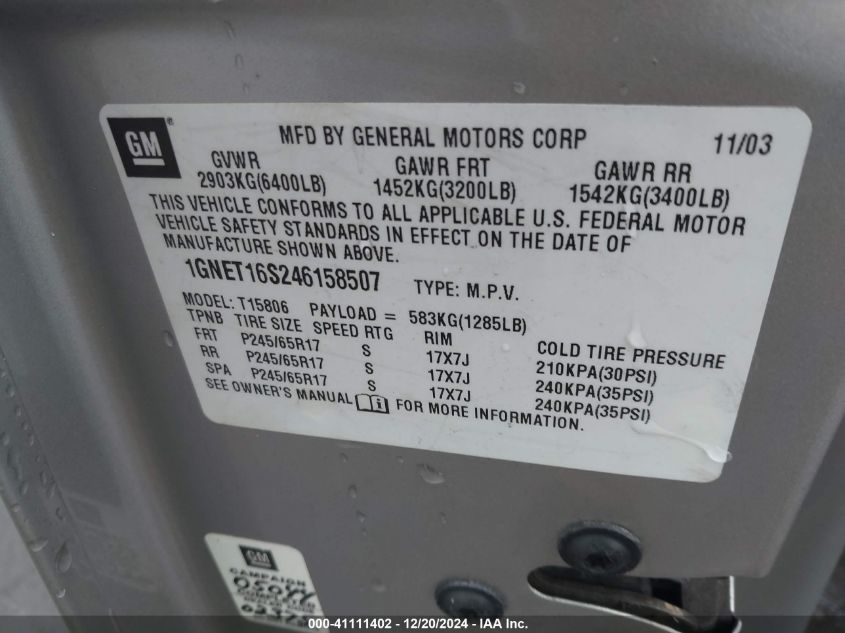 GM ®
MFD BY GENERAL MOTORS CORP 11/03
GVWR GAWR FRT GAWR RR
2903KG(6400LB) 1452KG(3200LB) 1542KG(3400LB)
THIS VEHICLE CONFORMS TO ALL APPLICABLE U.S. FEDERAL MOTOR
VEHICLE SAFETY STANDARDS IN EFFECT ON THE DATE OF
MANUFACTURE SHOWN ABOVE.
1GNET16S246158507 TYPE: M.P.V.
MODEL: T15806 PAYLOAD = 583KG(1285LB)
TPNB TIRE SIZE SPEED RTG RIM COLD TIRE PRESSURE
FRT P245/65R17 S 17X7J 210KPA(30PSI)
RR P245/65R17 S 17X7J 240KPA(35PSI)
SPA P245/65R17 S 17X7J 240KPA(35PSI)
SEE OWNER'S MANUAL FOR MORE INFORMATION.
GM
CAMPAIGN
000-41111402 - 12/20/2024 - IAA Inc.